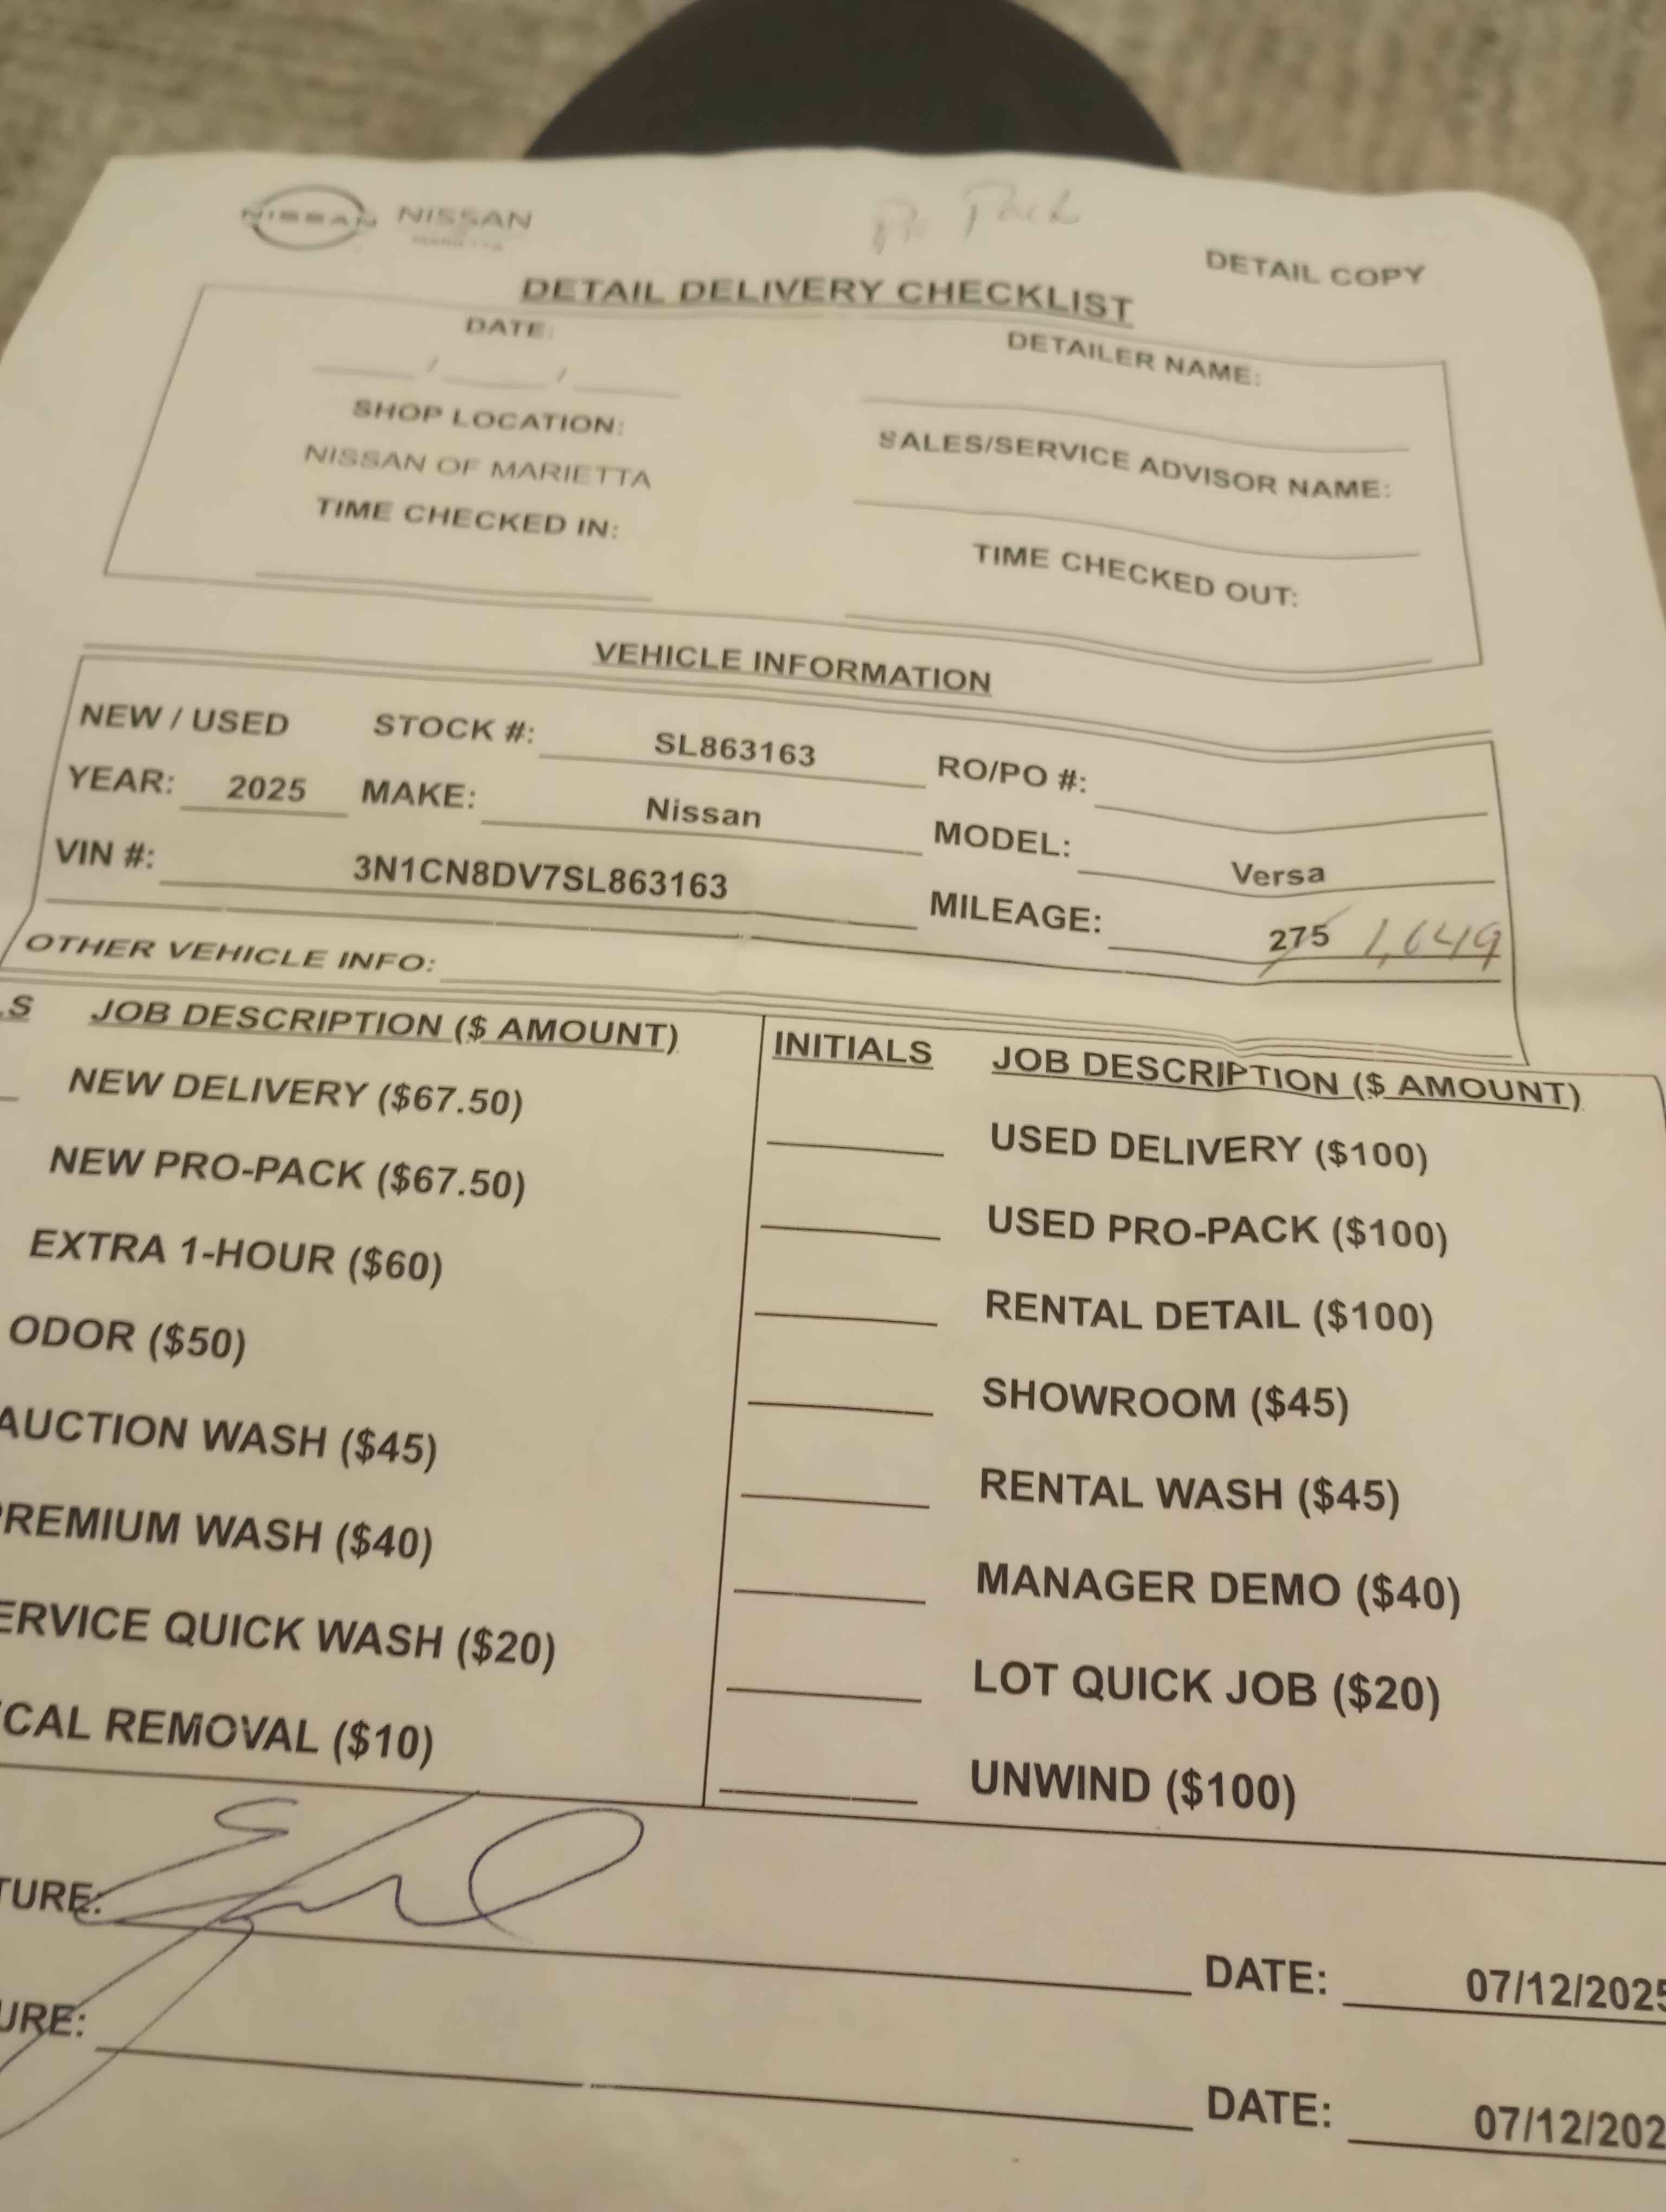 NISSAN NISSAN
MARIETTA
Pro Pack
DETAIL COPY
DETAIL DELIVERY CHECKLIST
DATE: DETAILER NAME:
/ /
SHOP LOCATION: SALES/SERVICE ADVISOR NAME:
NISSAN OF MARIETTA
TIME CHECKED IN: TIME CHECKED OUT:
VEHICLE INFORMATION
NEW / USED STOCK #: SL863163 RO/PO #:
YEAR: 2025 MAKE: Nissan MODEL: Versa
VIN #: 3N1CN8DV7SL863163 MILEAGE: 275 1,649
OTHER VEHICLE INFO:
LS JOB DESCRIPTION ($ AMOUNT) INITIALS JOB DESCRIPTION ($ AMOUNT)
NEW DELIVERY ($67.50) USED DELIVERY ($100)
NEW PRO-PACK ($67.50) USED PRO-PACK ($100)
EXTRA 1-HOUR ($60) RENTAL DETAIL ($100)
ODOR ($50) SHOWROOM ($45)
AUCTION WASH ($45) RENTAL WASH ($45)
PREMIUM WASH ($40) MANAGER DEMO ($40)
ERVICE QUICK WASH ($20) LOT QUICK JOB ($20)
CAL REMOVAL ($10) UNWIND ($100)
TURE: DATE: 07/12/2025
URE: DATE: 07/12/202